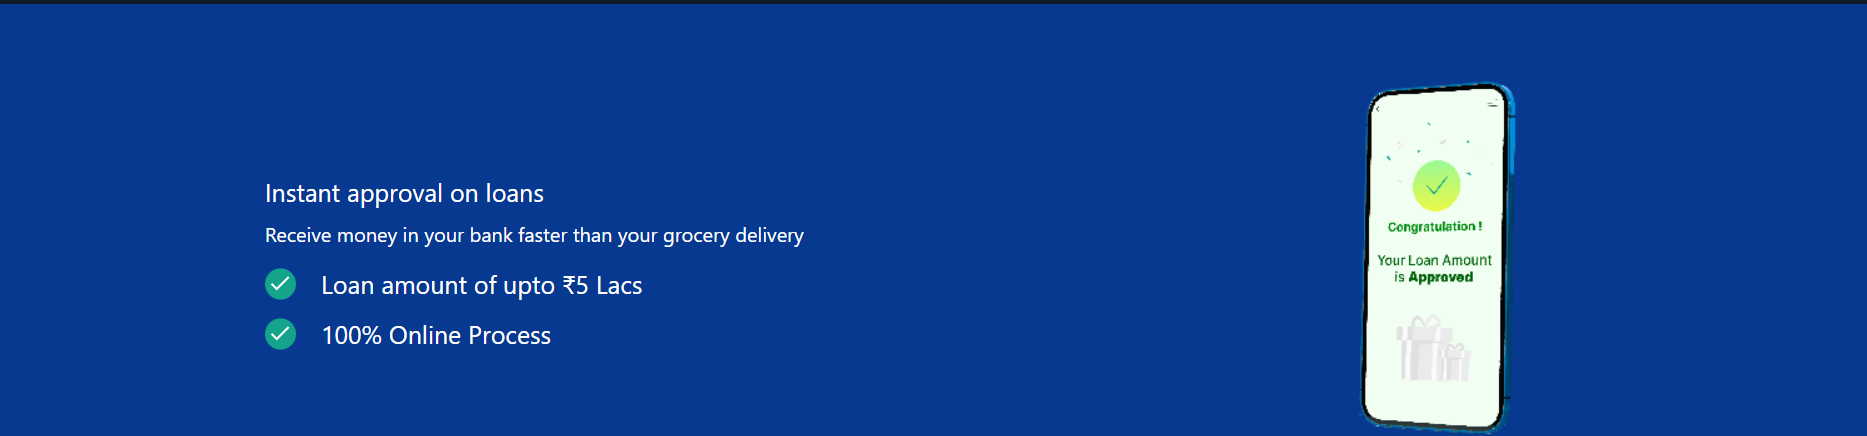 Instant approval on loans
Receive money in your bank faster than your grocery delivery
Loan amount of upto ₹5 Lacs
100% Online Process
Congratulation !
Your Loan Amount
is Approved